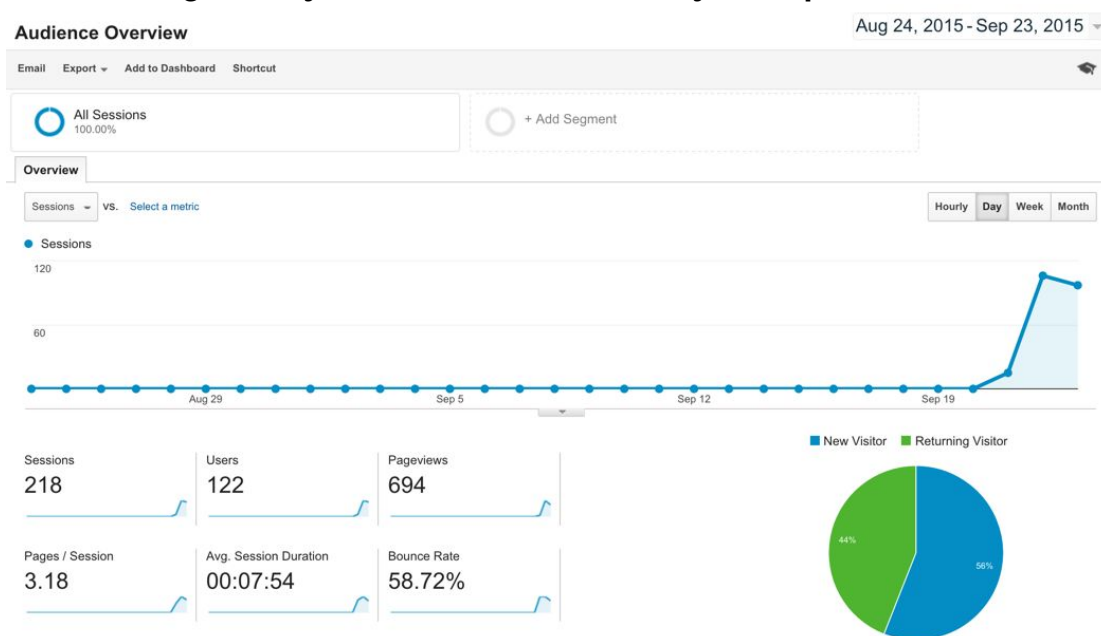 Audience Overview
Aug 24, 2015 - Sep 23, 2015
Email Export Add to Dashboard Shortcut
All Sessions
100.00%
+ Add Segment
Overview
Sessions VS. Select a metric
Hourly Day Week Month
Sessions
120
60
Aug 29 Sep 5 Sep 12 Sep 19
New Visitor Returning Visitor
Sessions Users Pageviews
218 122 694
44%
56%
Pages / Session Avg. Session Duration Bounce Rate
3.18 00:07:54 58.72%